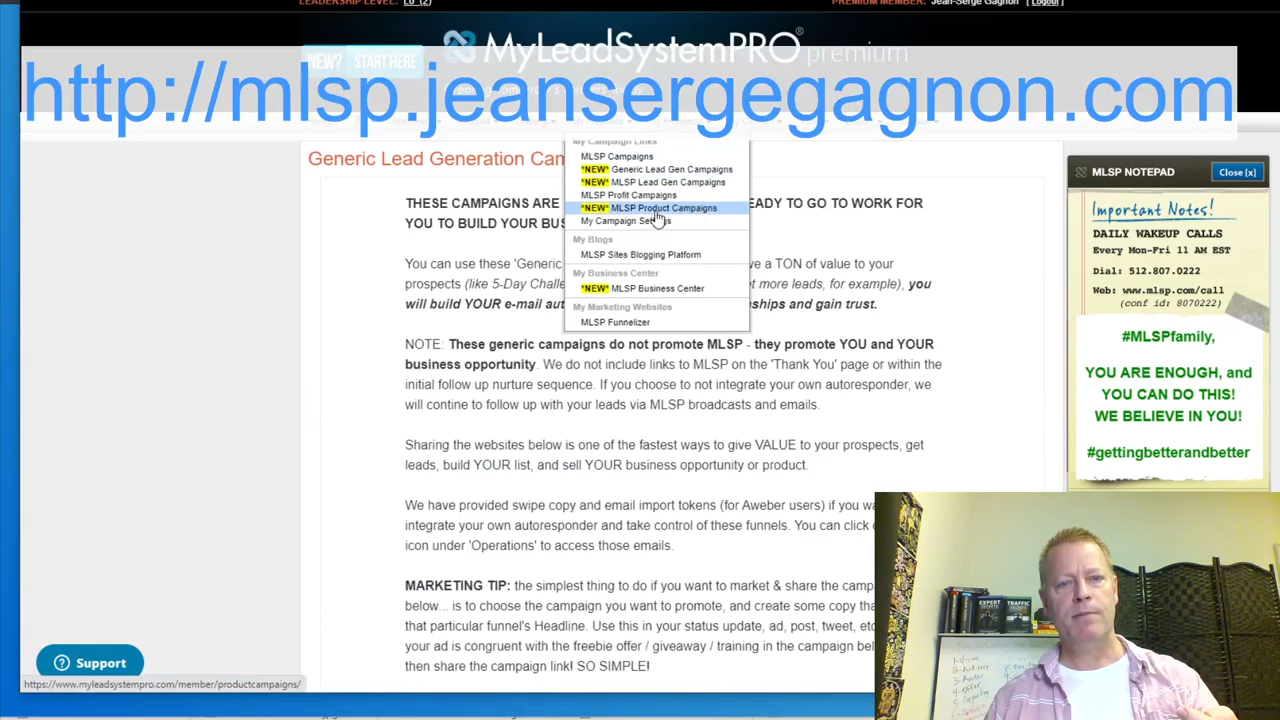 LEADERSHIP LEVEL: L0 (2)
PREMIUM MEMBER: Jean-Serge Gagnon [Logout]
MyLeadSystemPRO® premium
NEW? START HERE
http://mlsp.jeansergegagnon.com
My Campaign Links
MLSP Campaigns
*NEW* Generic Lead Gen Campaigns
*NEW* MLSP Lead Gen Campaigns
MLSP Profit Campaigns
*NEW* MLSP Product Campaigns
My Campaign Settings
My Blogs
MLSP Sites Blogging Platform
My Business Center
*NEW* MLSP Business Center
My Marketing Websites
MLSP Funnelizer
Generic Lead Generation Cam
THESE CAMPAIGNS ARE EADY TO GO TO WORK FOR
YOU TO BUILD YOUR BUS
You can use these 'Generic ve a TON of value to your
prospects (like 5-Day Challe et more leads, for example), you
will build YOUR e-mail aut nships and gain trust.
NOTE: These generic campaigns do not promote MLSP - they promote YOU and YOUR
business opportunity. We do not include links to MLSP on the 'Thank You' page or within the
initial follow up nurture sequence. If you choose to not integrate your own autoresponder, we
will contine to follow up with your leads via MLSP broadcasts and emails.
Sharing the websites below is one of the fastest ways to give VALUE to your prospects, get
leads, build YOUR list, and sell YOUR business opportunity or product.
We have provided swipe copy and email import tokens (for Aweber users) if you wa
integrate your own autoresponder and take control of these funnels. You can click
icon under 'Operations' to access those emails.
MARKETING TIP: the simplest thing to do if you want to market & share the camp
below... is to choose the campaign you want to promote, and create some copy tha
that particular funnel's Headline. Use this in your status update, ad, post, tweet, etc
your ad is congruent with the freebie offer / giveaway / training in the campaign bel
then share the campaign link! SO SIMPLE!
MLSP NOTEPAD
Close [x]
Important Notes!
DAILY WAKEUP CALLS
Every Mon-Fri 11 AM EST
Dial: 512.807.0222
Web: www.mlsp.com/call
(conf id: 8070222)
#MLSPfamily,
YOU ARE ENOUGH, and
YOU CAN DO THIS!
WE BELIEVE IN YOU!
#gettingbetterandbetter
EXPERT
SECRETS
TRAFFIC
SECRETS
Support
https://www.myleadsystempro.com/member/productcampaigns/